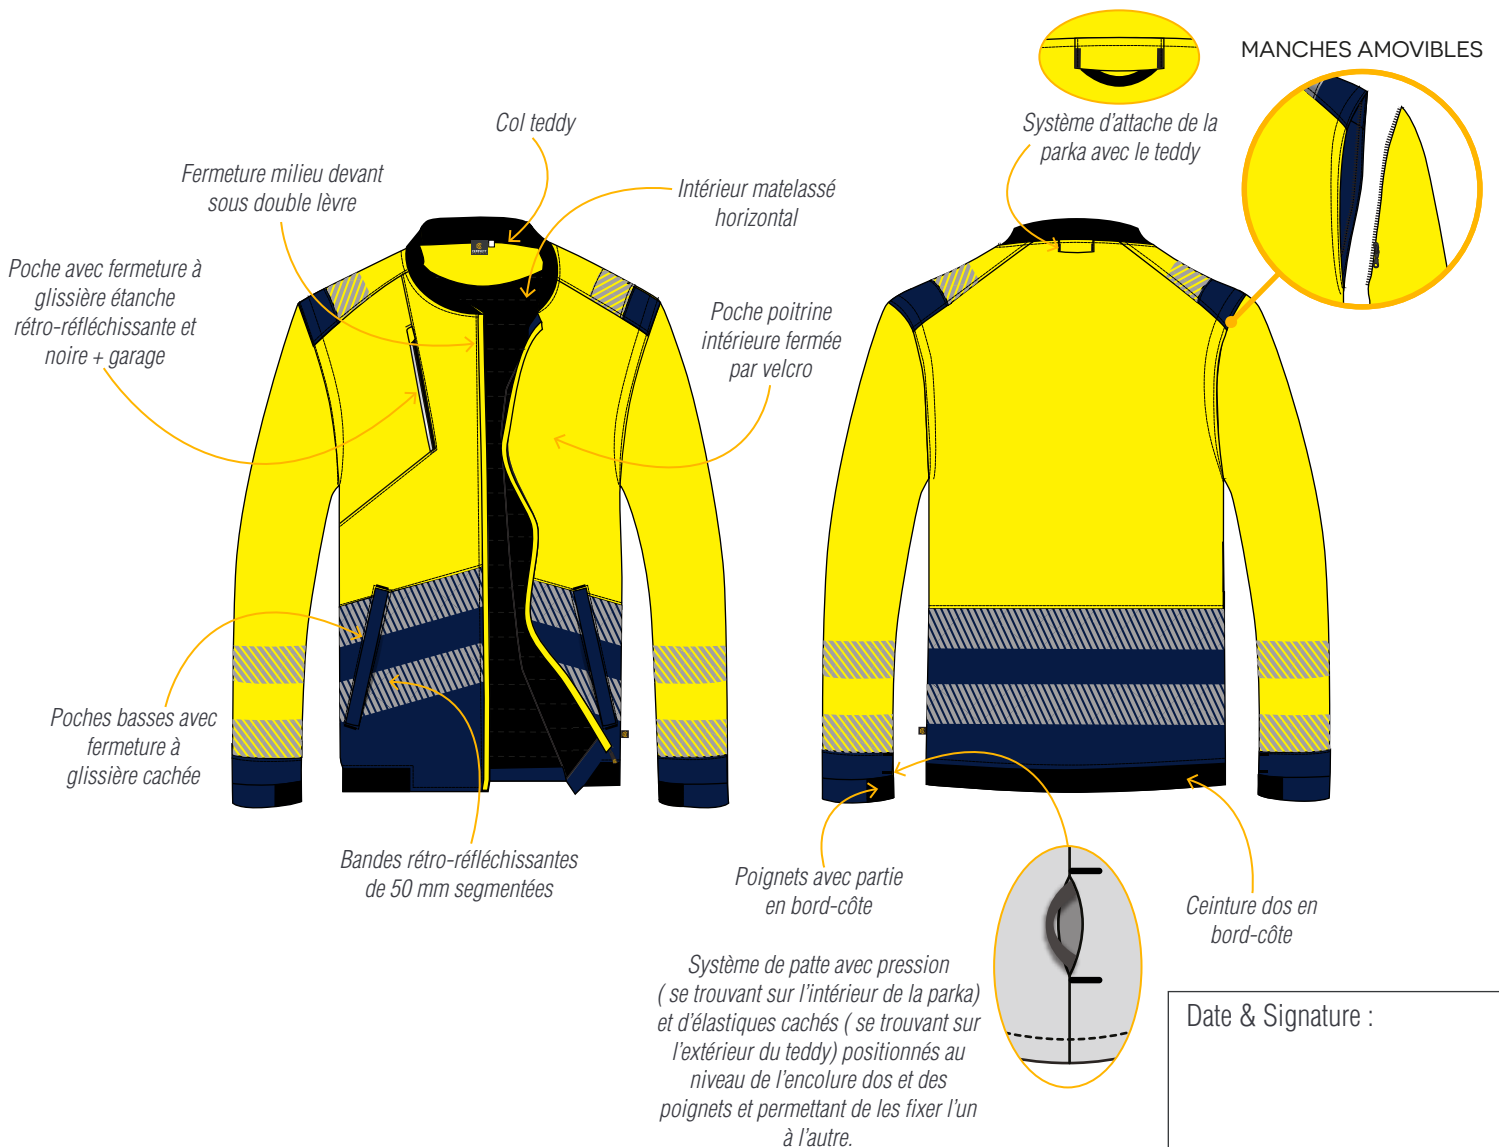 MANCHES AMOVIBLES
Système d'attache de la
parka avec le teddy
Col teddy
Fermeture milieu devant
sous double lèvre
Intérieur matelassé
horizontal
Poche avec fermeture à
glissière étanche
rétro-réfléchissante et
noire + garage
Poche poitrine
intérieure fermée
par velcro
Poches basses avec
fermeture à
glissière cachée
Bandes rétro-réfléchissantes
de 50 mm segmentées
Poignets avec partie
en bord-côte
Ceinture dos en
bord-côte
Système de patte avec pression
( se trouvant sur l'intérieur de la parka)
et d'élastiques cachés ( se trouvant sur
l'extérieur du teddy) positionnés au
niveau de l'encolure dos et des
poignets et permettant de les fixer l'un
à l'autre.
Date & Signature :